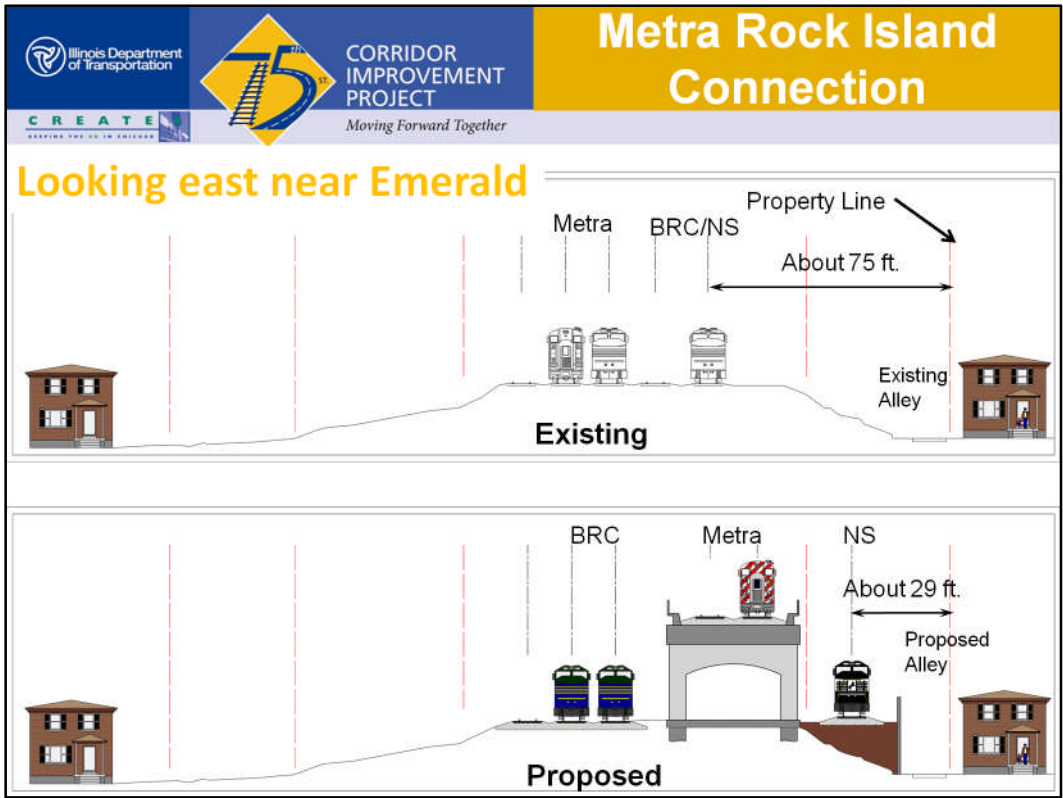 Illinois Department
of Transportation
CREATE
75th
ST.
CORRIDOR
IMPROVEMENT
PROJECT
Moving Forward Together
Metra Rock Island
Connection
Looking east near Emerald
Property Line
Metra
BRC/NS
About 75 ft.
Existing
Alley
Existing
BRC
Metra
NS
About 29 ft.
Proposed
Alley
Proposed